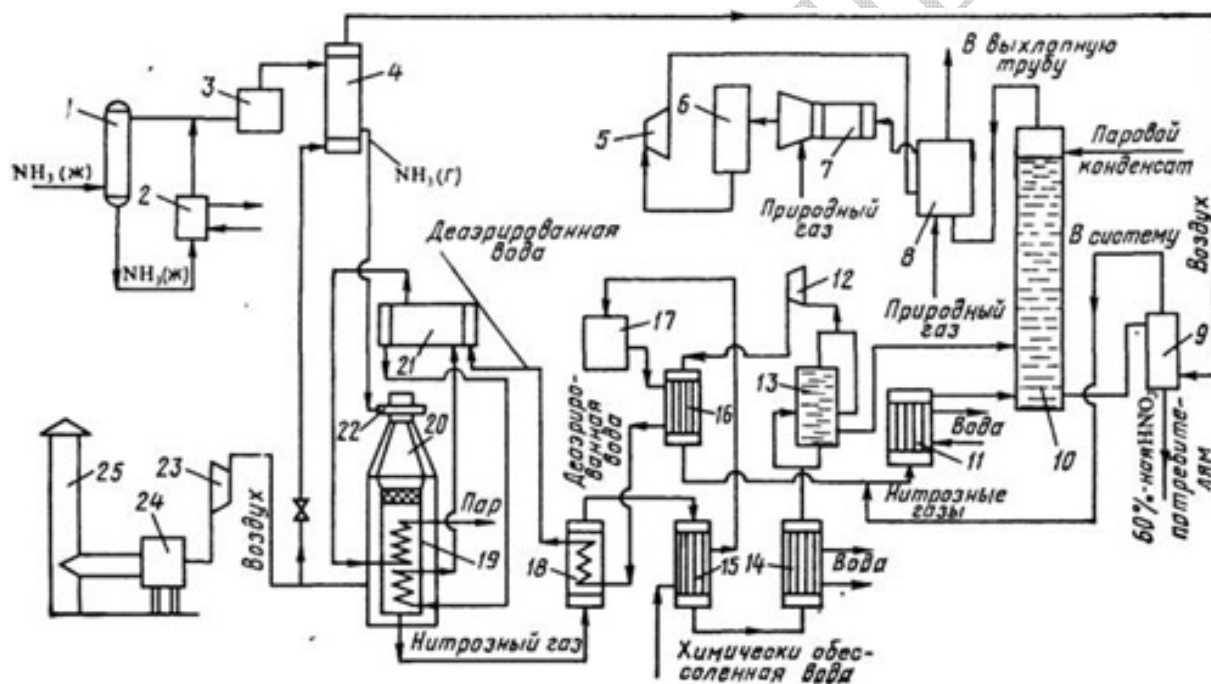 В выхлопную
трубу
1
3
4
5
6
7
Паровой
конденсат
NH3(ж)
2
NH3(г)
Природный
газ
8
Деаэрированная
вода
В систему
Воздух
NH3(ж)
12
Природный
газ
9
17
21
13
16
22
20
Деаэриро-
ванная
вода
Вода
11
10
25
23
Нитрозные
газы
60%-ная HNO3
потребите-
лям
24
Воздух
Пар
19
18
15
14
Вода
Нитрозный газ
Химически обес-
соленная вода